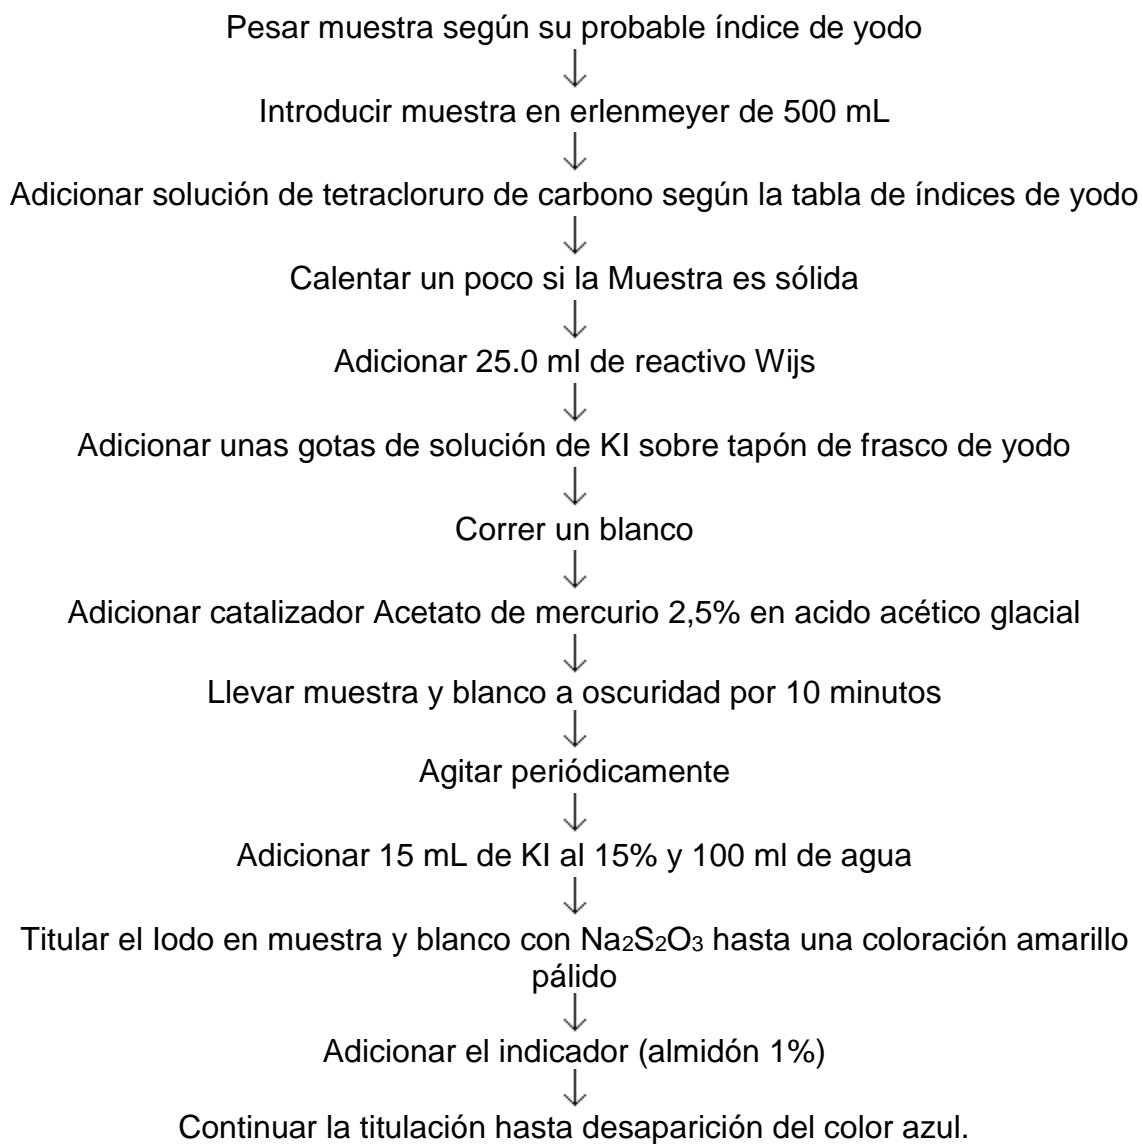 Pesar muestra según su probable índice de yodo
Introducir muestra en erlenmeyer de 500 mL
Adicionar solución de tetracloruro de carbono según la tabla de índices de yodo
Calentar un poco si la Muestra es sólida
Adicionar 25.0 ml de reactivo Wijs
Adicionar unas gotas de solución de KI sobre tapón de frasco de yodo
Correr un blanco
Adicionar catalizador Acetato de mercurio 2,5% en acido acético glacial
Llevar muestra y blanco a oscuridad por 10 minutos
Agitar periódicamente
Adicionar 15 mL de KI al 15% y 100 ml de agua
Titular el Iodo en muestra y blanco con Na₂S₂O₃ hasta una coloración amarillo
pálido
Adicionar el indicador (almidón 1%)
Continuar la titulación hasta desaparición del color azul.